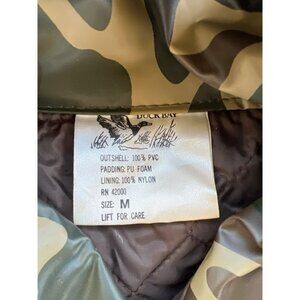 DUCK BAY
OUTSHELL: 100% PVC
PADDING: PU-FOAM
LINING: 100% NYLON
RN 42000
SIZE: M
LIFT FOR CARE